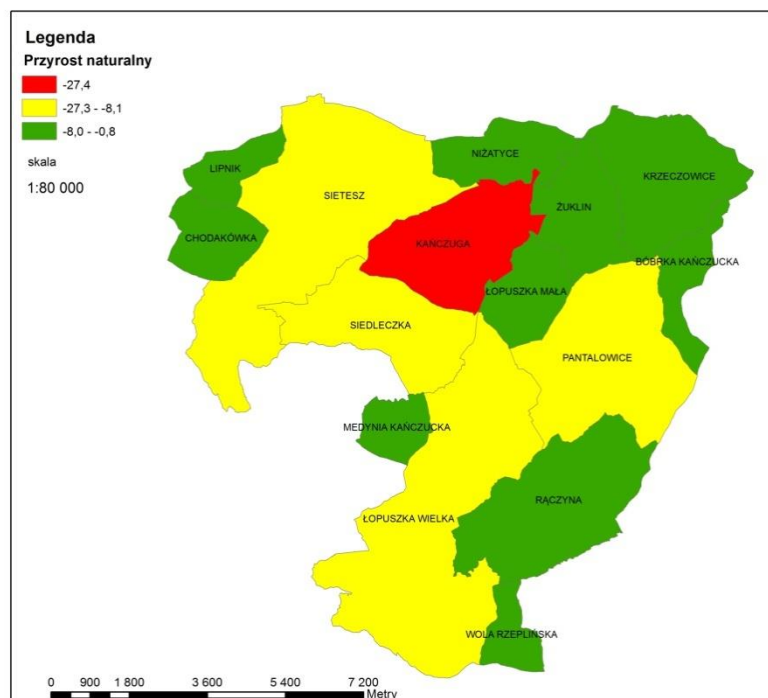 Legenda
Przyrost naturalny
-27,4
-27,3 - -8,1
-8,0 - -0,8
skala
1:80 000
LIPNIK
NIŻATYCE
KRZECZOWICE
SIETESZ
ŻUKLIN
CHODAKÓWKA
KAŃCZUGA
BÓBRKA KAŃCZUCKA
ŁOPUSZKA MAŁA
SIEDLECZKA
PANTALOWICE
MEDYNIA KAŃCZUCKA
RĄCZYNA
ŁOPUSZKA WIELKA
WOLA RZEPLIŃSKA
0 900 1 800 3 600 5 400 7 200
Metry